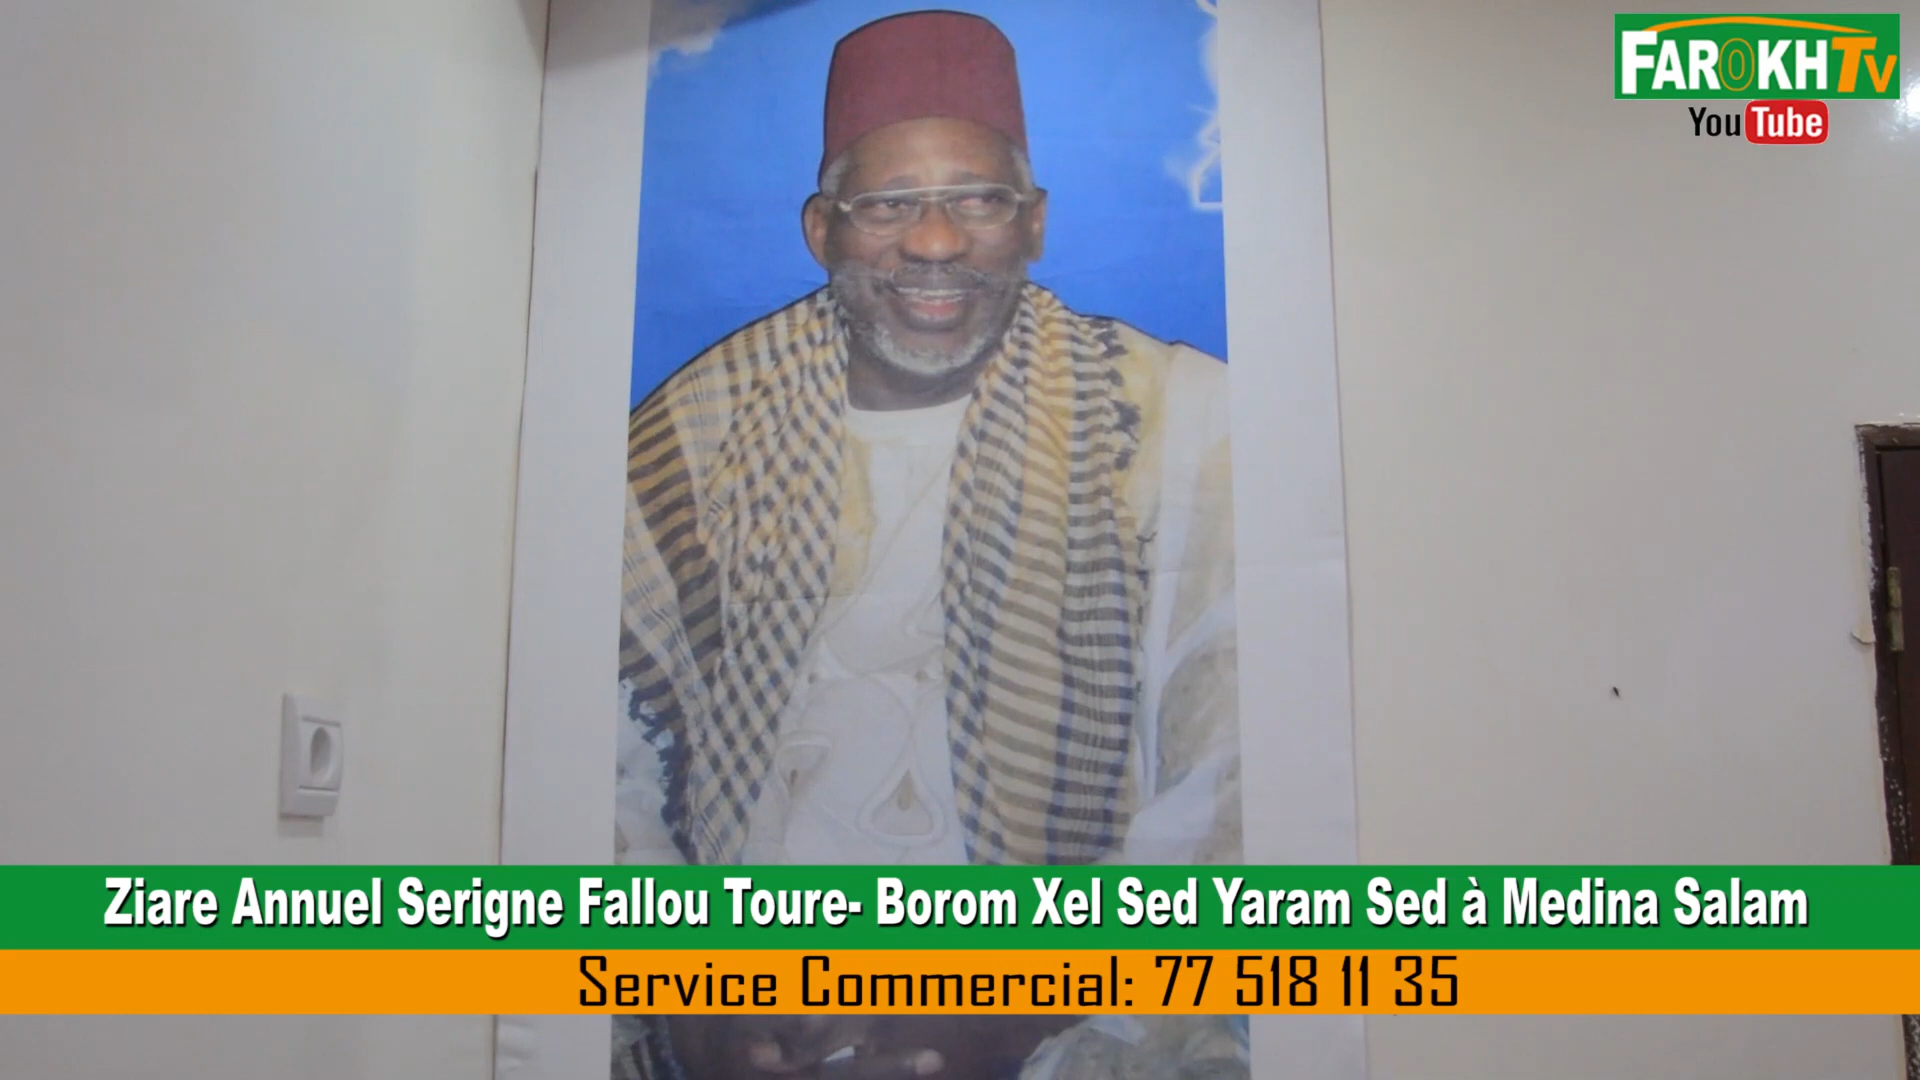 FAROKHTV
YouTube
Ziare Annuel Serigne Fallou Toure- Borom Xel Sed Yaram Sed à Medina Salam
Service Commercial: 77 518 11 35